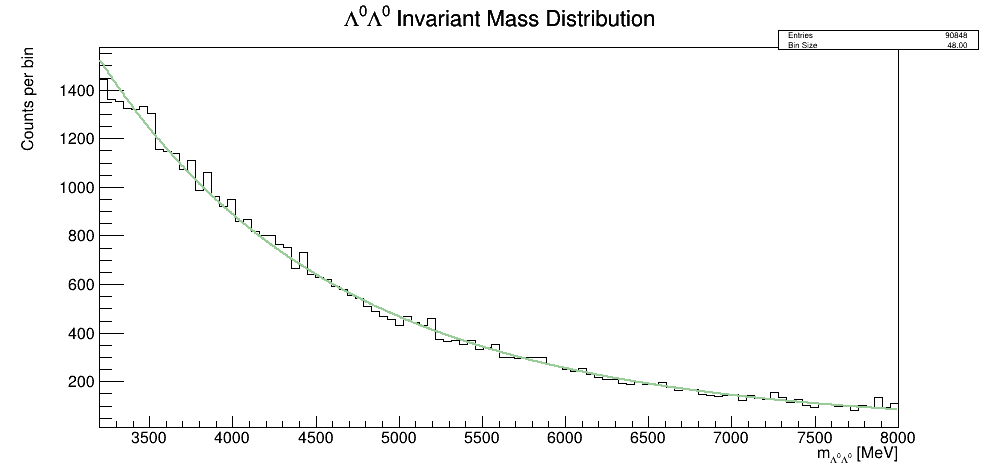 Λ⁰Λ⁰ Invariant Mass Distribution
Entries 90848
Bin Size 48.00
Counts per bin
1400
1200
1000
800
600
400
200
3500 4000 4500 5000 5500 6000 6500 7000 7500 8000
m_Λ⁰Λ⁰ [MeV]